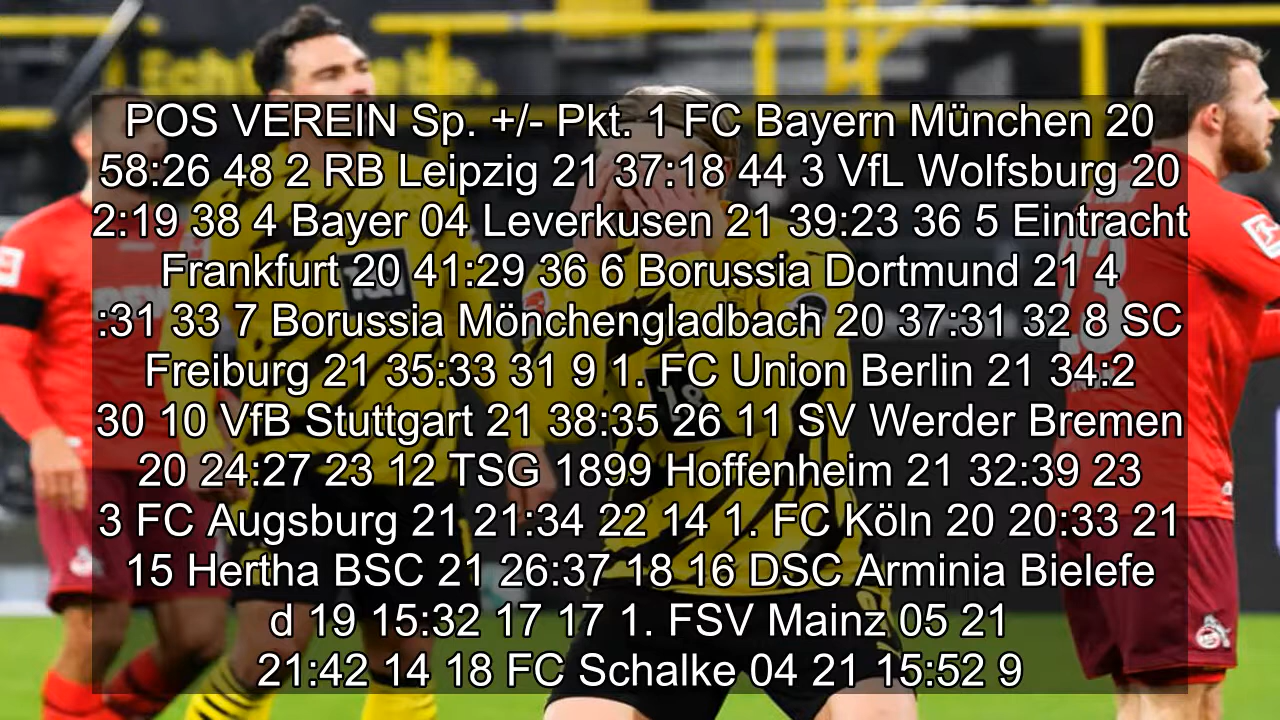 POS VEREIN Sp. +/- Pkt. 1 FC Bayern München 20
58:26 48 2 RB Leipzig 21 37:18 44 3 VfL Wolfsburg 20
2:19 38 4 Bayer 04 Leverkusen 21 39:23 36 5 Eintracht
Frankfurt 20 41:29 36 6 Borussia Dortmund 21 4
:31 33 7 Borussia Mönchengladbach 20 37:31 32 8 SC
Freiburg 21 35:33 31 9 1. FC Union Berlin 21 34:2
30 10 VfB Stuttgart 21 38:35 26 11 SV Werder Bremen
20 24:27 23 12 TSG 1899 Hoffenheim 21 32:39 23
3 FC Augsburg 21 21:34 22 14 1. FC Köln 20 20:33 21
15 Hertha BSC 21 26:37 18 16 DSC Arminia Bielefe
d 19 15:32 17 17 1. FSV Mainz 05 21
21:42 14 18 FC Schalke 04 21 15:52 9